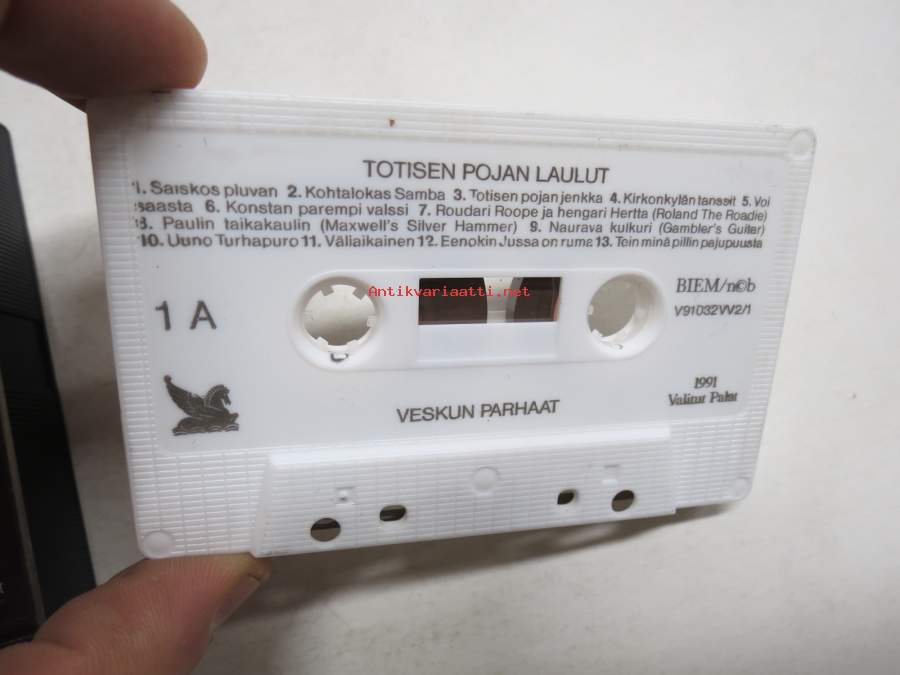 TOTISEN POJAN LAULUT
1. Saiskos pluvan 2. Kohtalokas Samba 3. Totisen pojan jenkka 4. Kirkonkylän tanssit 5. Voi
saasta 6. Konstan parempi valssi 7. Roudari Roope ja hengari Hertta (Roland The Roadie)
8. Paulin taikakaulin (Maxwell's Silver Hammer) 9. Naurava kulkuri (Gambler's Guitar)
10. Uuno Turhapuro 11. Väliaikainen 12. Eenokin Jussa on ruma 13. Tein minä pillin pajupuusta
Antikvariaatti.net
BIEM/n©b
V91032VV2/1
1 A
1991
Valitut Palat
VESKUN PARHAAT